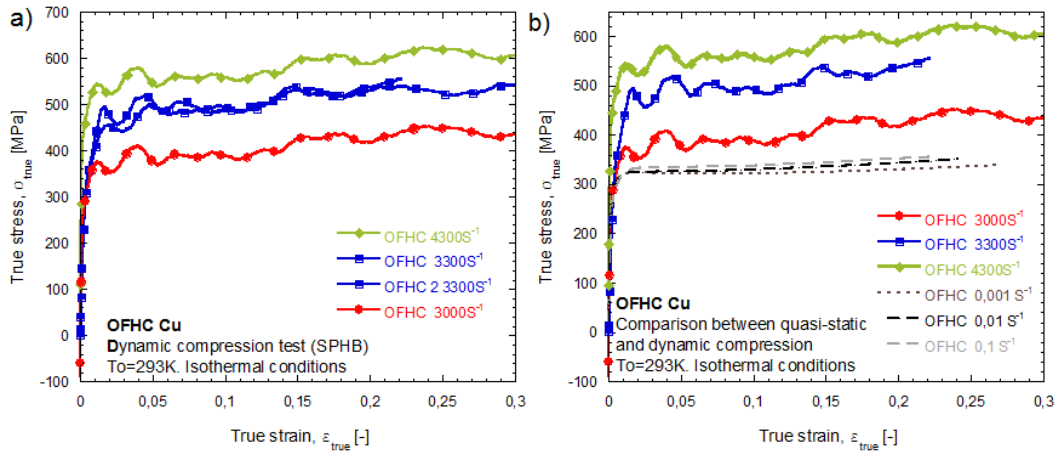 a)
True stress, σtrue [MPa]
700
600
500
400
300
200
100
0
-100
OFHC 4300S⁻¹
OFHC 3300S⁻¹
OFHC 2 3300S⁻¹
OFHC 3000S⁻¹
OFHC Cu
Dynamic compression test (SPHB)
To=293K. Isothermal conditions
0
0,05
0,1
0,15
0,2
0,25
0,3
True strain, εtrue [-]
b)
True stress, σtrue [MPa]
600
500
400
300
200
100
0
-100
OFHC 3000S⁻¹
OFHC 3300S⁻¹
OFHC 4300S⁻¹
OFHC 0,001 S⁻¹
OFHC 0,01 S⁻¹
OFHC 0,1 S⁻¹
OFHC Cu
Comparison between quasi-static
and dynamic compression
To=293K. Isothermal conditions
0
0,05
0,1
0,15
0,2
0,25
0,3
True strain, εtrue [-]